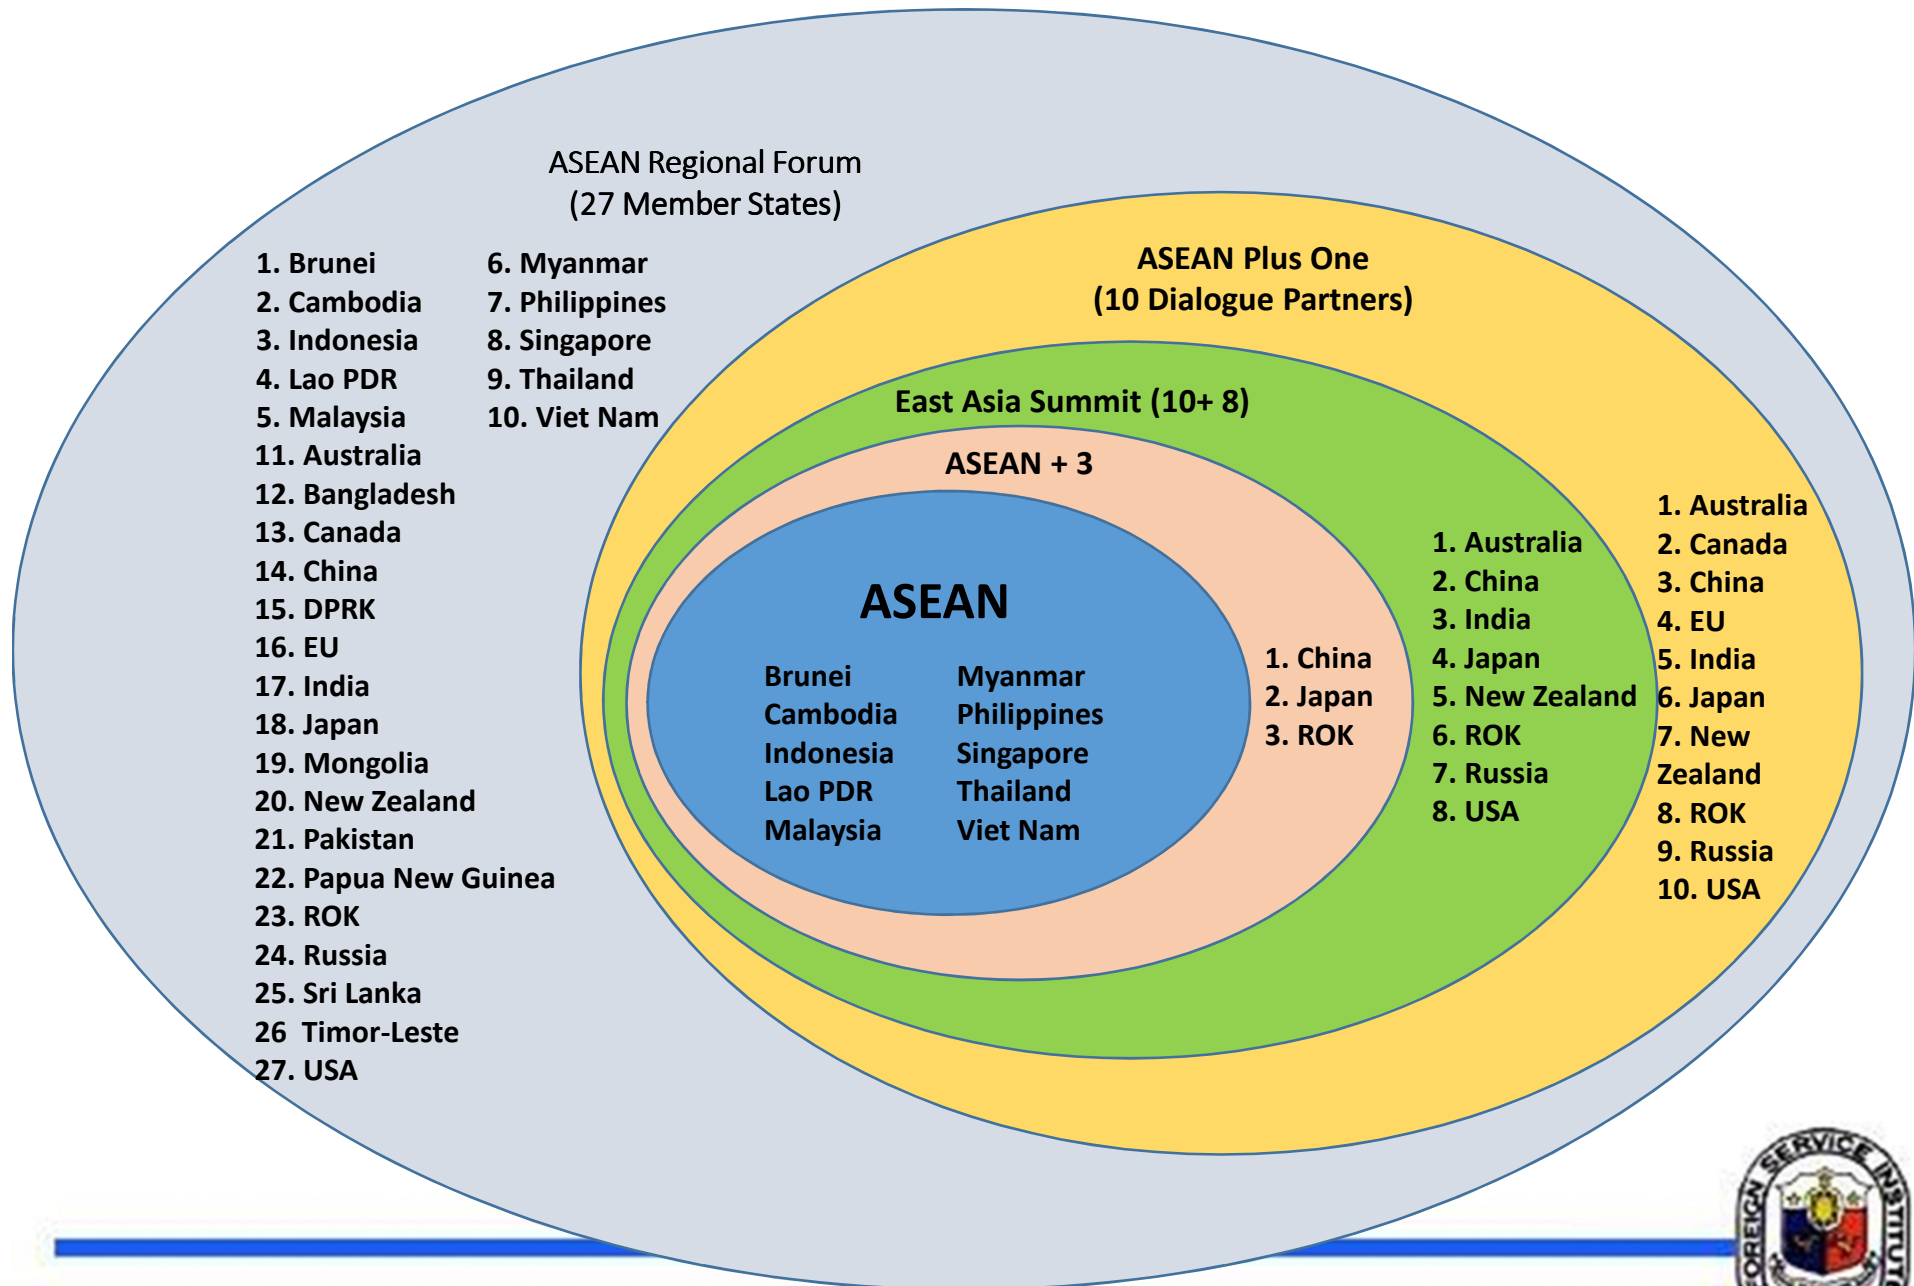 ASEAN Regional Forum
(27 Member States)
1. Brunei
2. Cambodia
3. Indonesia
4. Lao PDR
5. Malaysia
6. Myanmar
7. Philippines
8. Singapore
9. Thailand
10. Viet Nam
11. Australia
12. Bangladesh
13. Canada
14. China
15. DPRK
16. EU
17. India
18. Japan
19. Mongolia
20. New Zealand
21. Pakistan
22. Papua New Guinea
23. ROK
24. Russia
25. Sri Lanka
26 Timor-Leste
27. USA
ASEAN Plus One
(10 Dialogue Partners)
East Asia Summit (10+ 8)
ASEAN + 3
ASEAN
Brunei
Cambodia
Indonesia
Lao PDR
Malaysia
Myanmar
Philippines
Singapore
Thailand
Viet Nam
1. China
2. Japan
3. ROK
1. Australia
2. China
3. India
4. Japan
5. New Zealand
6. ROK
7. Russia
8. USA
1. Australia
2. Canada
3. China
4. EU
5. India
6. Japan
7. New
Zealand
8. ROK
9. Russia
10. USA
FOREIGN SERVICE